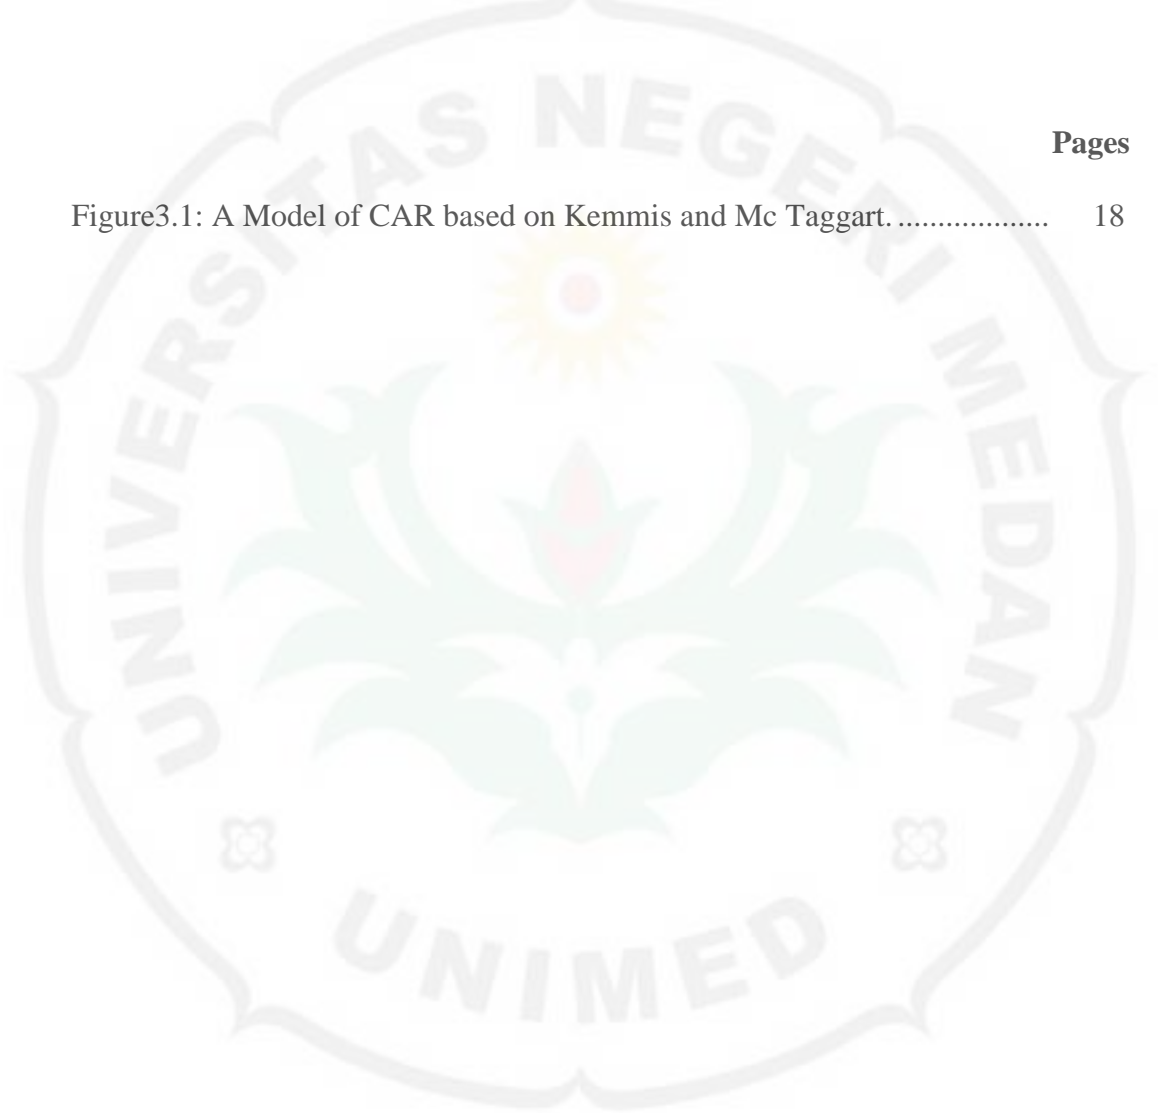 Pages
Figure3.1: A Model of CAR based on Kemmis and Mc Taggart. ................... 18
UNIVERSITAS NEGERI MEDAN
UNIMED